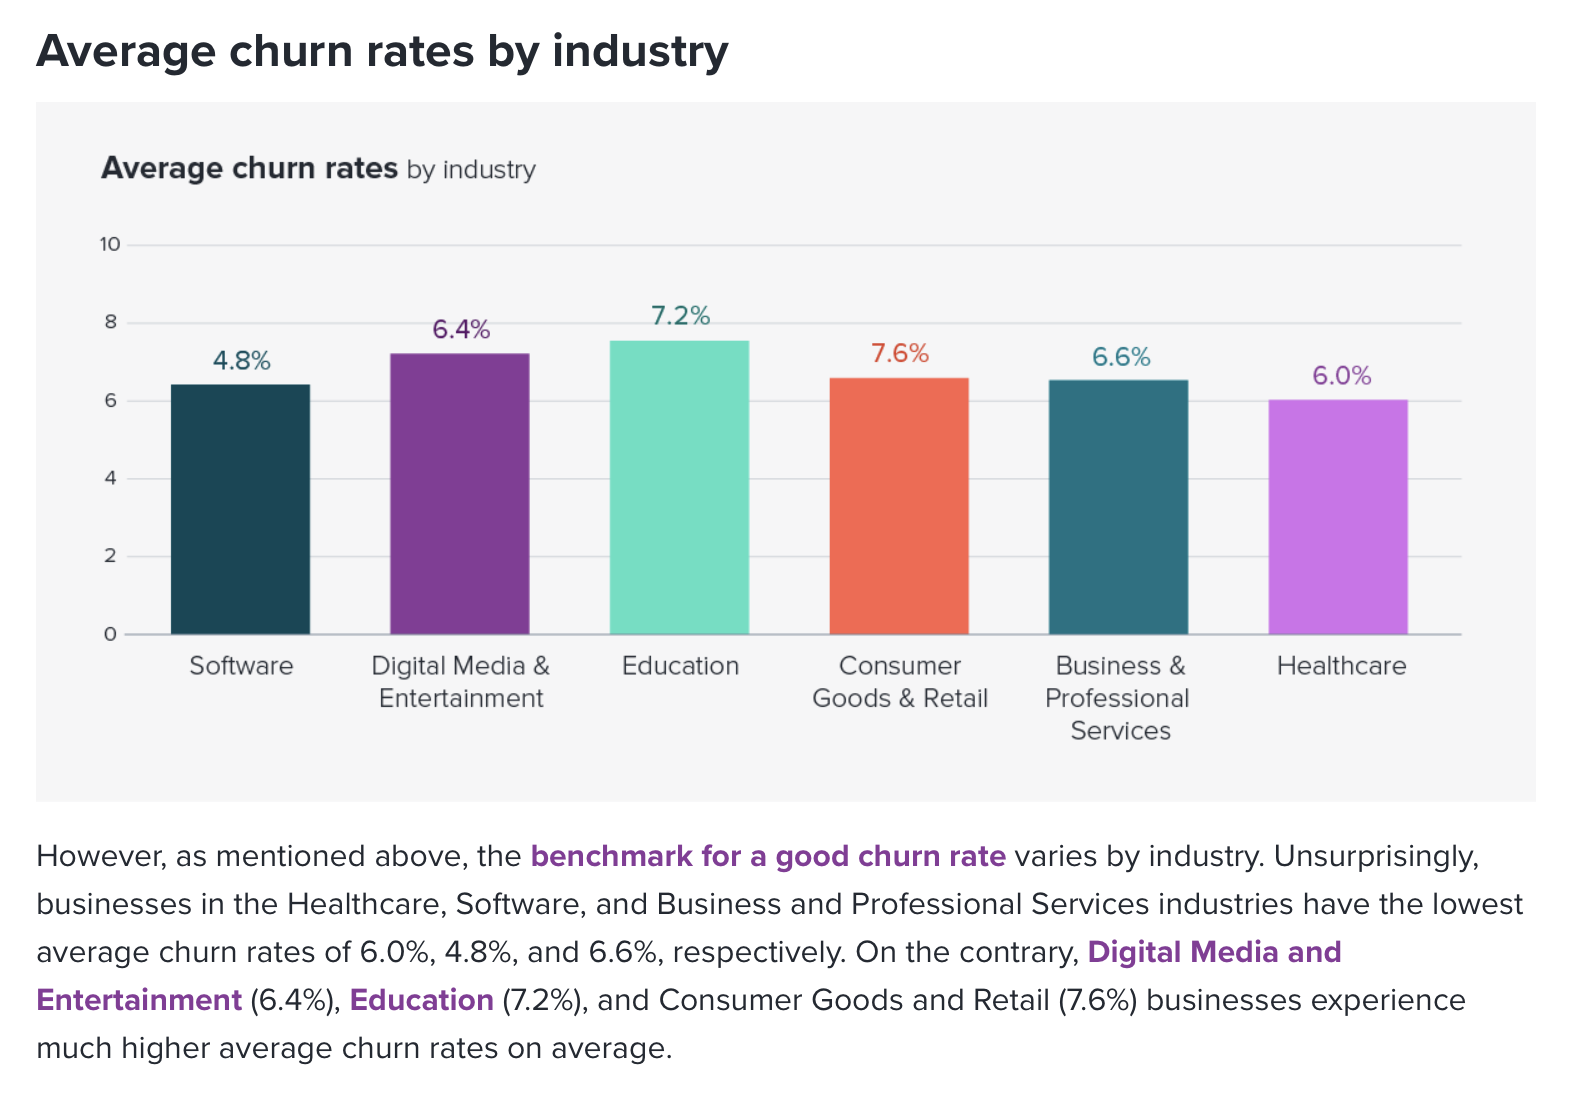 Average churn rates by industry
Average churn rates by industry
10
8
6
4
2
0
4.8%
6.4%
7.2%
7.6%
6.6%
6.0%
Software
Digital Media &
Entertainment
Education
Consumer
Goods & Retail
Business &
Professional
Services
Healthcare
However, as mentioned above, the benchmark for a good churn rate varies by industry. Unsurprisingly,
businesses in the Healthcare, Software, and Business and Professional Services industries have the lowest
average churn rates of 6.0%, 4.8%, and 6.6%, respectively. On the contrary, Digital Media and
Entertainment (6.4%), Education (7.2%), and Consumer Goods and Retail (7.6%) businesses experience
much higher average churn rates on average.